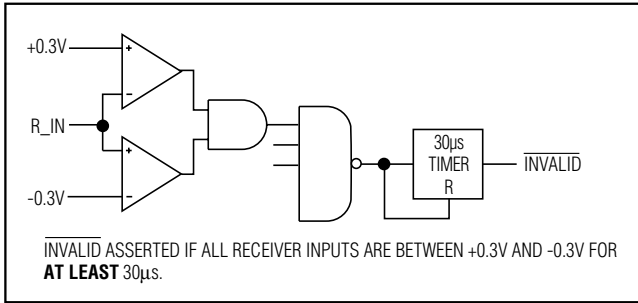 +0.3V
+
-
R_IN
+
-0.3V
-
30μs
TIMER
R
INVALID
INVALID ASSERTED IF ALL RECEIVER INPUTS ARE BETWEEN +0.3V AND -0.3V FOR
AT LEAST 30μs.